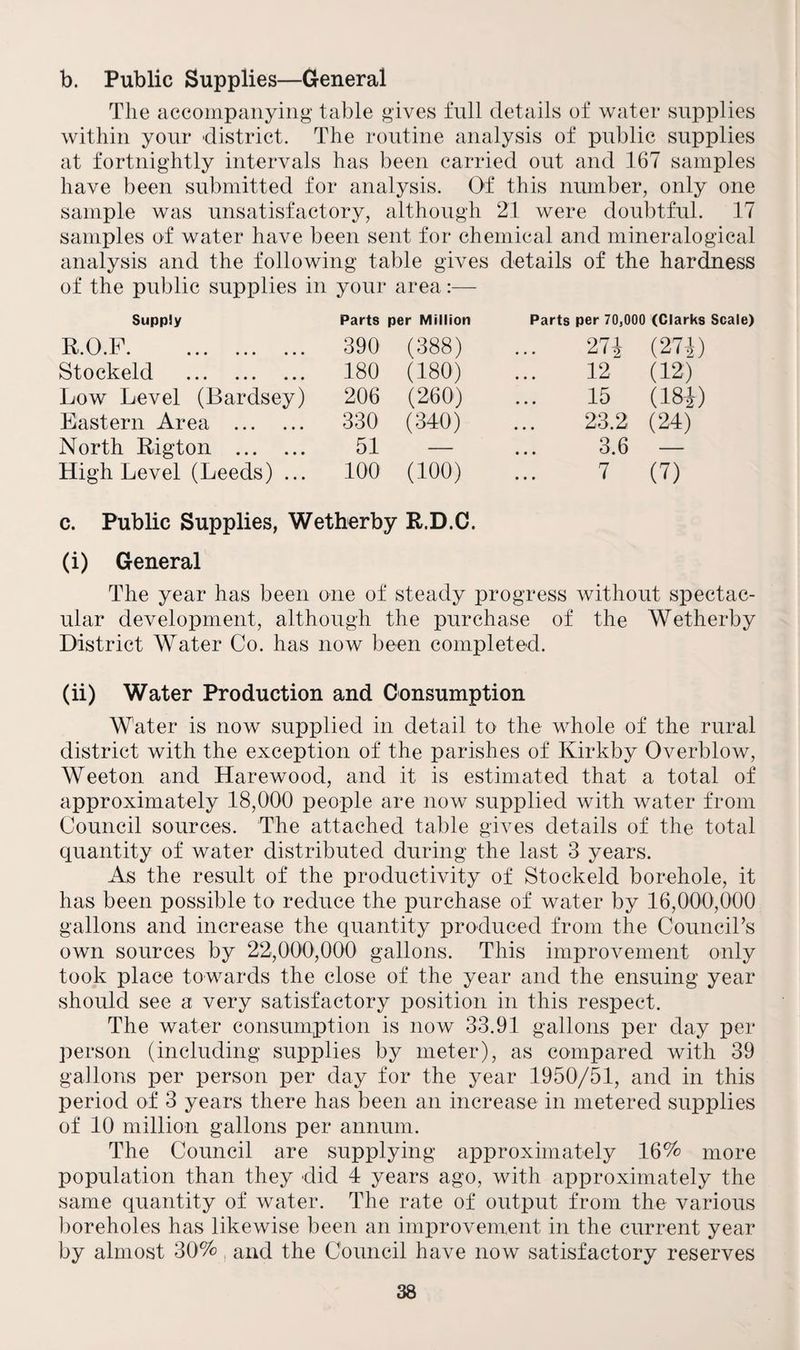 b. Public Supplies—General
The accompanying table gives full details of water supplies
within your district. The routine analysis of public supplies
at fortnightly intervals has been carried out and 167 samples
have been submitted for analysis. Of this number, only one
sample was unsatisfactory, although 21 were doubtful. 17
samples of water have been sent for chemical and mineralogical
analysis and the following table gives details of the hardness
of the public supplies in your area:—
Supply Parts per Million Parts per 70,000 (Clarks Scale)
R.O.F. ... ... ... 390 (388) ... 27½ (27½)
Stockeld ... ... ... 180 (180) ... 12 (12)
Low Level (Bardsey) 206 (260) ... 15 (18½)
Eastern Area ... ... 330 (340) ... 23.2 (24)
North Rigton ... ... 51 — ... 3.6 —
High Level (Leeds) ... 100 (100) ... 7 (7)
c. Public Supplies, Wetherby R.D.C.
(i) General
The year has been one of steady progress without spectac-
ular development, although the purchase of the Wetherby
District Water Co. has now been completed.
(ii) Water Production and Consumption
Water is now supplied in detail to the whole of the rural
district with the exception of the parishes of Kirkby Overblow,
Weeton and Harewood, and it is estimated that a total of
approximately 18,000 people are now supplied with water from
Council sources. The attached table gives details of the total
quantity of water distributed during the last 3 years.
As the result of the productivity of Stockeld borehole, it
has been possible to reduce the purchase of water by 16,000,000
gallons and increase the quantity produced from the Council's
own sources by 22,000,000 gallons. This improvement only
took place towards the close of the year and the ensuing year
should see a very satisfactory position in this respect.
The water consumption is now 33.91 gallons per day per
person (including supplies by meter), as compared with 39
gallons per person per day for the year 1950/51, and in this
period of 3 years there has been an increase in metered supplies
of 10 million gallons per annum.
The Council are supplying approximately 16% more
population than they did 4 years ago, with approximately the
same quantity of water. The rate of output from the various
boreholes has likewise been an improvement in the current year
by almost 30% and the Council have now satisfactory reserves
38